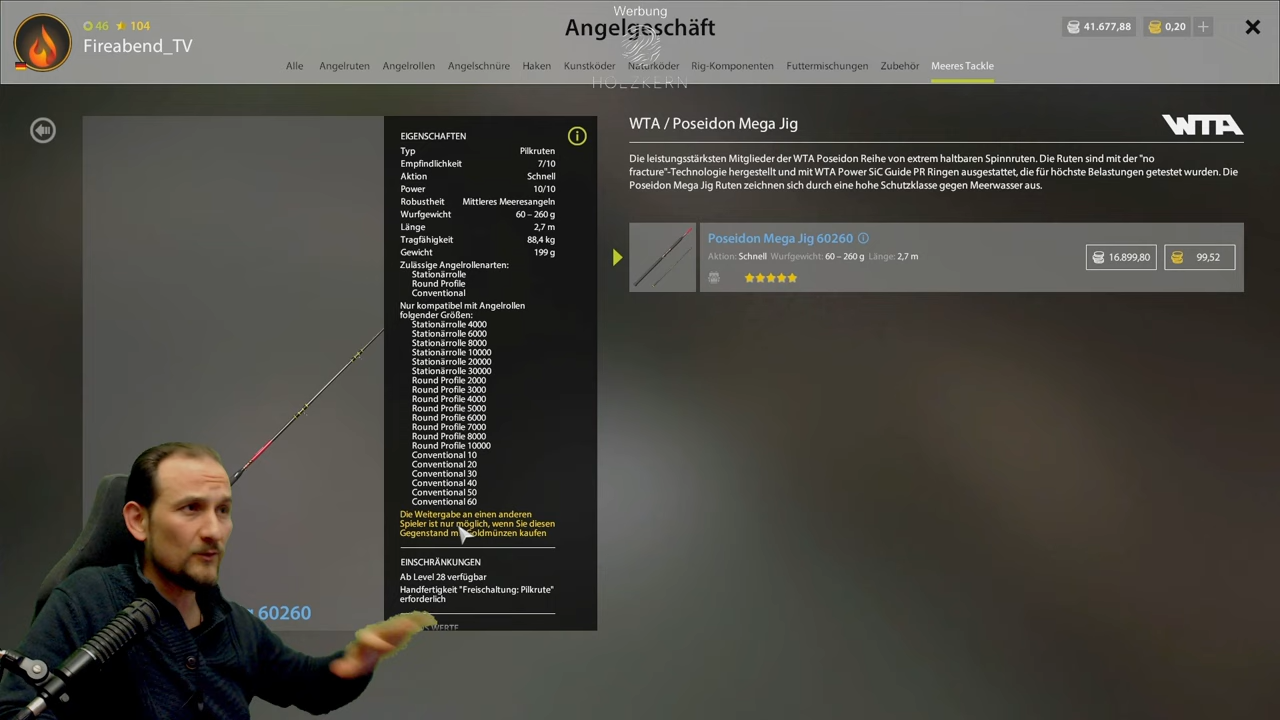 Werbung
46 104
Fireabend_TV
Angelgeschäft
41.677,88 0,20 +
HOLZKERN
Alle Angelruten Angelrollen Angelschnüre Haken Kunstköder Naturköder Rig-Komponenten Futtermischungen Zubehör Meeres Tackle
EIGENSCHAFTEN
Typ Pilkruten
Empfindlichkeit 7/10
Aktion Schnell
Power 10/10
Robustheit Mittleres Meeresangeln
Wurfgewicht 60 – 260 g
Länge 2,7 m
Tragfähigkeit 88,4 kg
Gewicht 199 g
Zulässige Angelrollenarten:
Stationärrolle
Round Profile
Conventional
Nur kompatibel mit Angelrollen
folgender Größen:
Stationärrolle 4000
Stationärrolle 6000
Stationärrolle 8000
Stationärrolle 10000
Stationärrolle 20000
Stationärrolle 30000
Round Profile 2000
Round Profile 3000
Round Profile 4000
Round Profile 5000
Round Profile 6000
Round Profile 7000
Round Profile 8000
Round Profile 10000
Conventional 10
Conventional 20
Conventional 30
Conventional 40
Conventional 50
Conventional 60
Die Weitergabe an einen anderen
Spieler ist nur möglich, wenn Sie diesen
Gegenstand kaufen
EINSCHRÄNKUNGEN
Ab Level 28 verfügbar
Handfertigkeit "Freischaltung: Pilkrute"
erforderlich
60260
WTA / Poseidon Mega Jig
WTA
Die leistungsstärksten Mitglieder der WTA Poseidon Reihe von extrem haltbaren Spinnruten. Die Ruten sind mit der "no
fracture"-Technologie hergestellt und mit WTA Power SiC Guide PR Ringen ausgestattet, die für höchste Belastungen getestet wurden. Die
Poseidon Mega Jig Ruten zeichnen sich durch eine hohe Schutzklasse gegen Meerwasser aus.
Poseidon Mega Jig 60260
Aktion: Schnell Wurfgewicht: 60 – 260 g Länge: 2,7 m
16.899,80 99,52